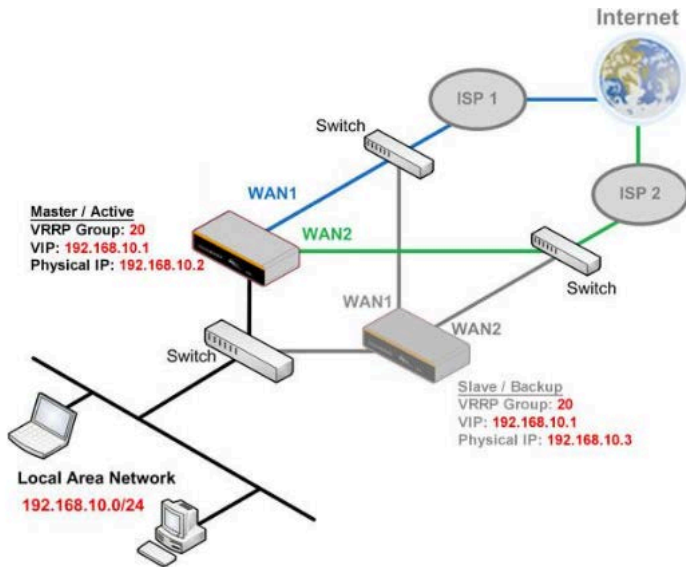 Internet
ISP 1
Switch
WAN1
ISP 2
Master / Active
VRRP Group: 20
VIP: 192.168.10.1
Physical IP: 192.168.10.2
WAN2
Switch
WAN1
WAN2
Switch
Slave / Backup
VRRP Group: 20
VIP: 192.168.10.1
Physical IP: 192.168.10.3
Local Area Network
192.168.10.0/24